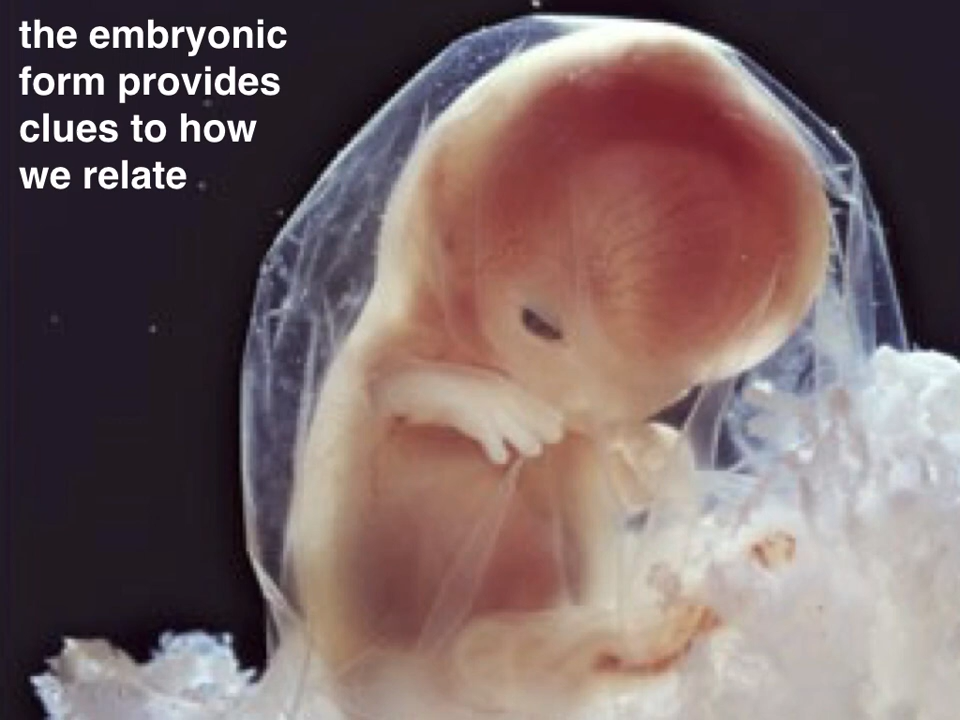 the embryonic
form provides
clues to how
we relate